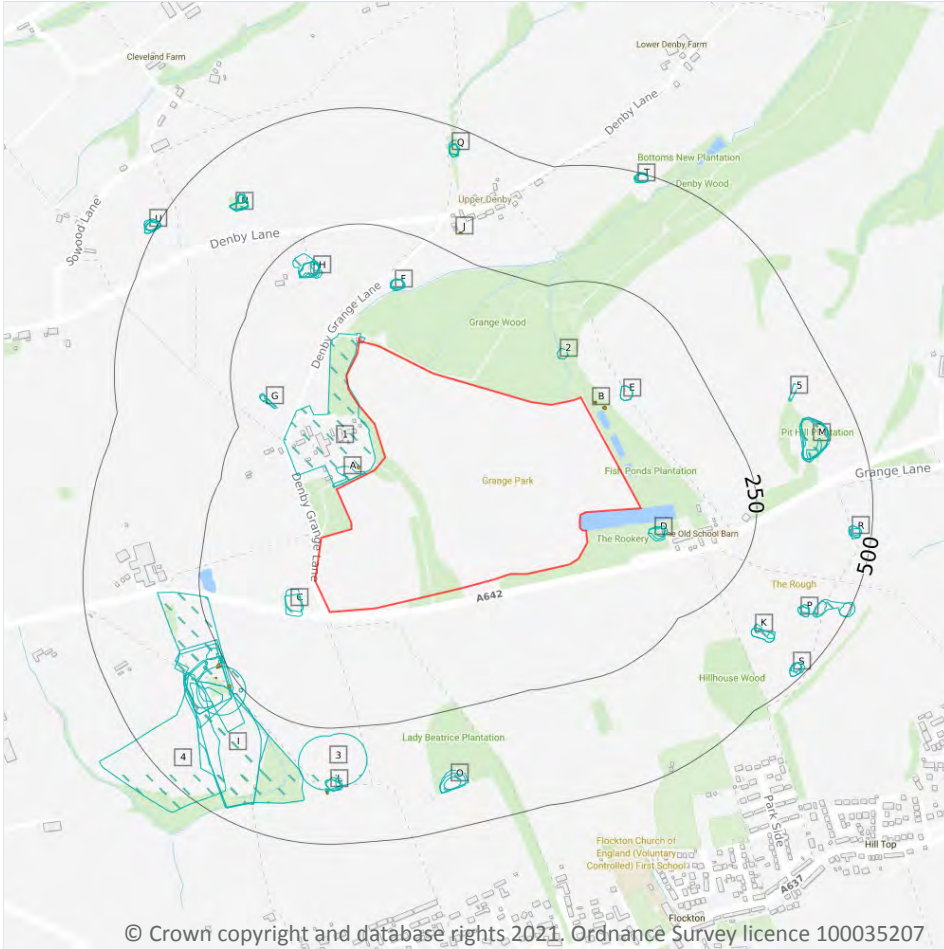 Cleveland Farm
Lower Denby Farm
Denby Lane
Q
Bottoms New Plantation
T
Denby Wood
Upper Denby
Sowood Lane
U
Denby Lane
J
H
F
Denby Grange Lane
Grange Wood
2
G
B
E
5
1
M
Pit Hill Plantation
A
Grange Park
Fish Ponds Plantation
Grange Lane
250
Denby Grange Lane
D
The Old School Barn
The Rookery
R
500
C
A642
The Rough
P
K
S
Hillhouse Wood
Lady Beatrice Plantation
4
I
3
O
Park Side
Flockton Church of
England (Voluntary
Controlled) First School
Hill Top
A637
Flockton
© Crown copyright and database rights 2021. Ordnance Survey licence 100035207